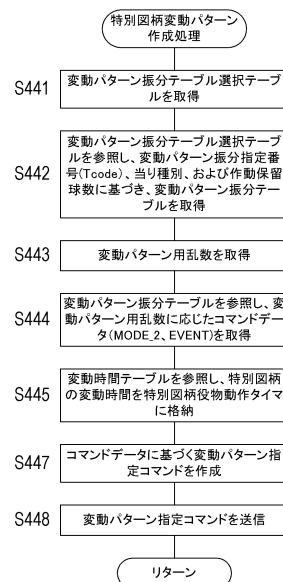 特別図柄変動パターン
作成処理
S441
変動パターン振分テーブル選択テーブ
ルを取得
S442
変動パターン振分テーブル選択テーブ
ルを参照し、変動パターン振分指定番
号(Tcode)、当り種別、および作動保留
球数に基づき、変動パターン振分テー
ブルを取得
S443
変動パターン用乱数を取得
S444
変動パターン振分テーブルを参照し、変
動パターン用乱数に応じたコマンドデー
タ(MODE_2、EVENT)を取得
S445
変動時間テーブルを参照し、特別図柄
の変動時間を特別図柄役物動作タイマ
に格納
S447
コマンドデータに基づく変動パターン指
定コマンドを作成
S448
変動パターン指定コマンドを送信
リターン